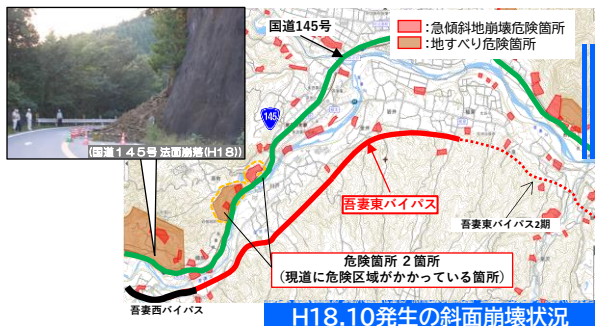 国道145号
:急傾斜地崩壊危険箇所
:地すべり危険箇所
145
(国道145号 法面崩落(H18))
吾妻東バイパス
吾妻東バイパス2期
危険箇所 2箇所
(現道に危険区域がかかっている箇所)
吾妻西バイパス
H18.10発生の斜面崩壊状況